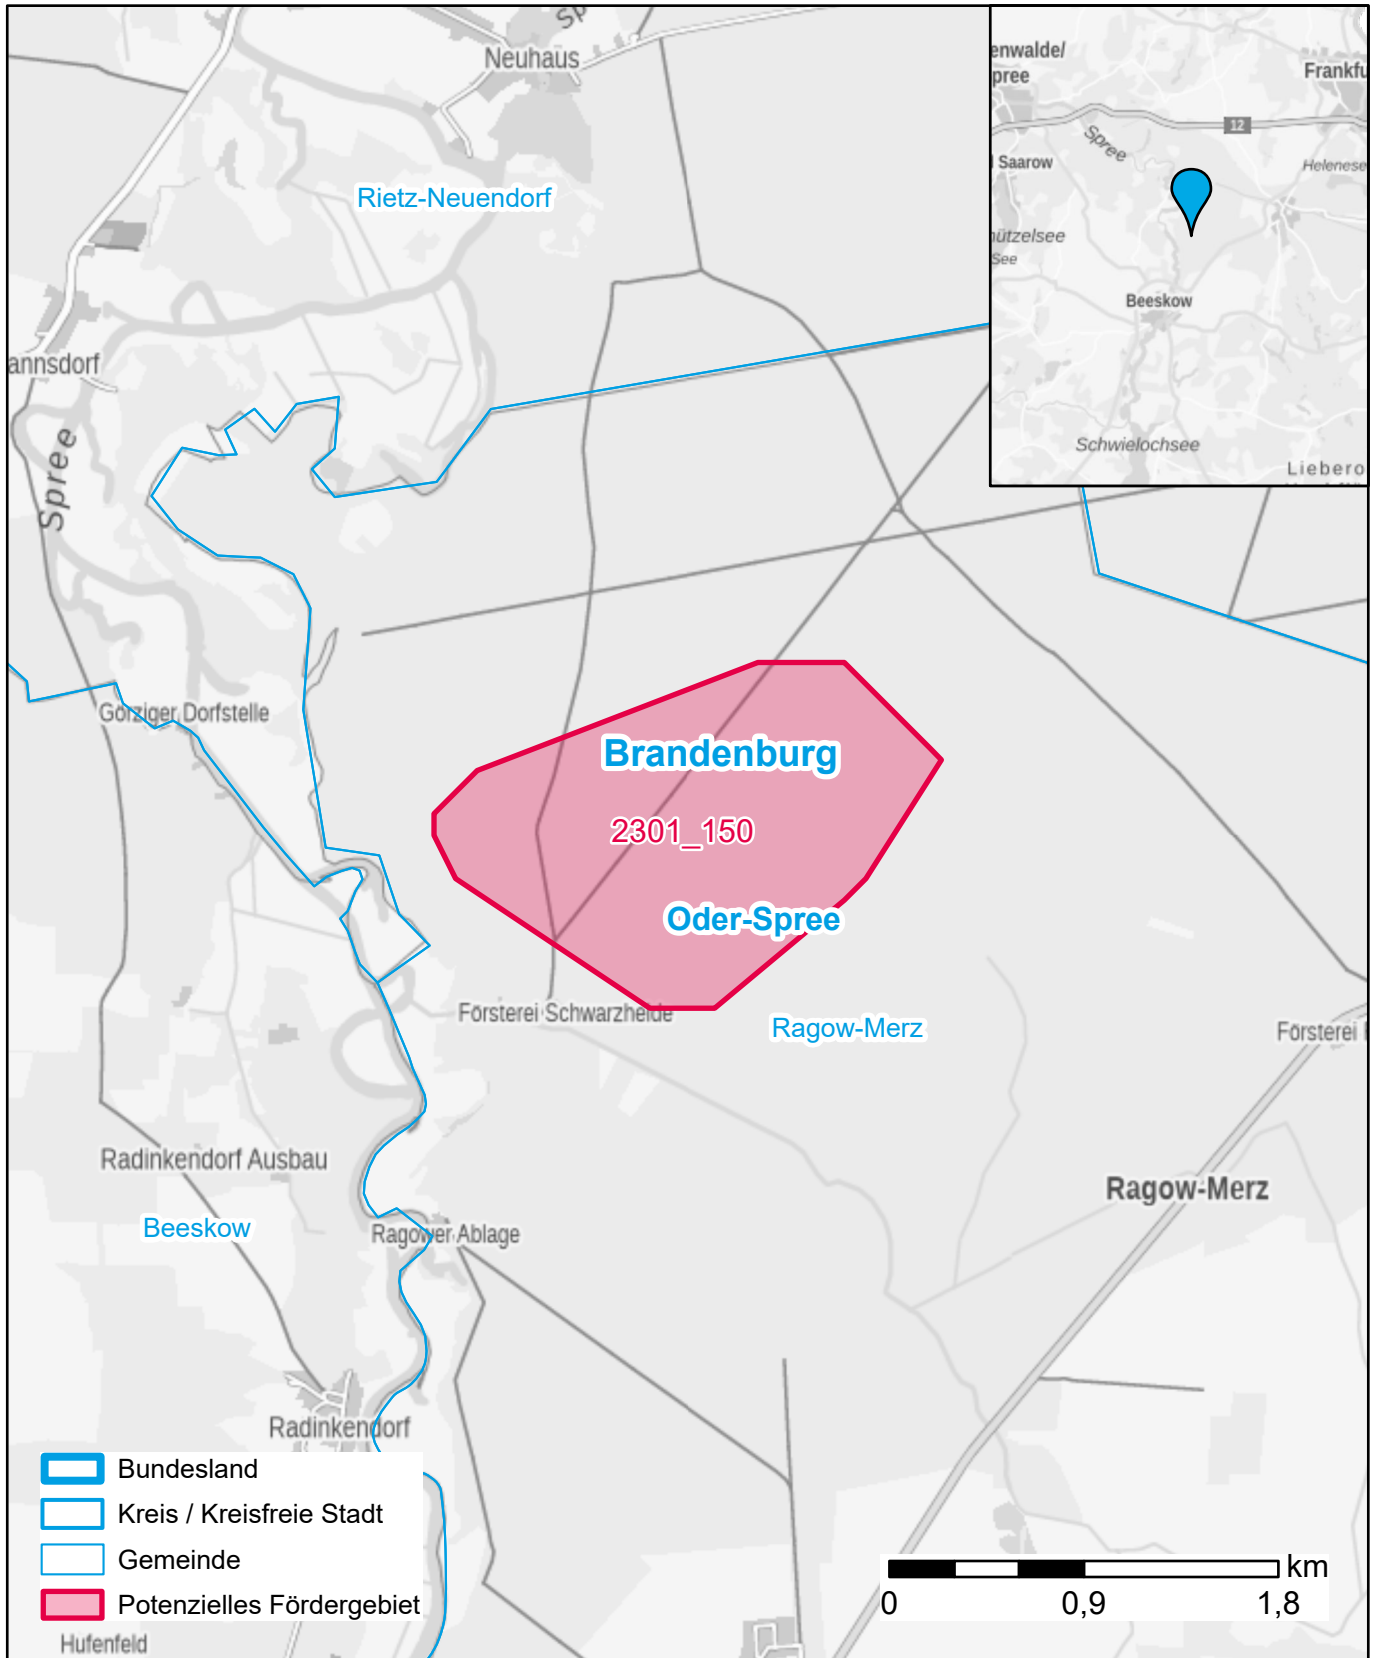 Sp
Neuhaus
Rietz-Neuendorf
annsdorf
Spree
enwalde/
pree
Frankfu
12
Spree
Saarow
Helenese
ützelsee
See
Beeskow
Schwielochsee
Liebero
Görziger Dorfstelle
Brandenburg
2301_150
Oder-Spree
Försterei Schwarzheide
Ragow-Merz
Försterei
Radinkendorf Ausbau
Ragow-Merz
Beeskow
Ragower Ablage
Radinkendorf
Bundesland
Kreis / Kreisfreie Stadt
Gemeinde
Potenzielles Fördergebiet
Hufenfeld
km
0 0,9 1,8